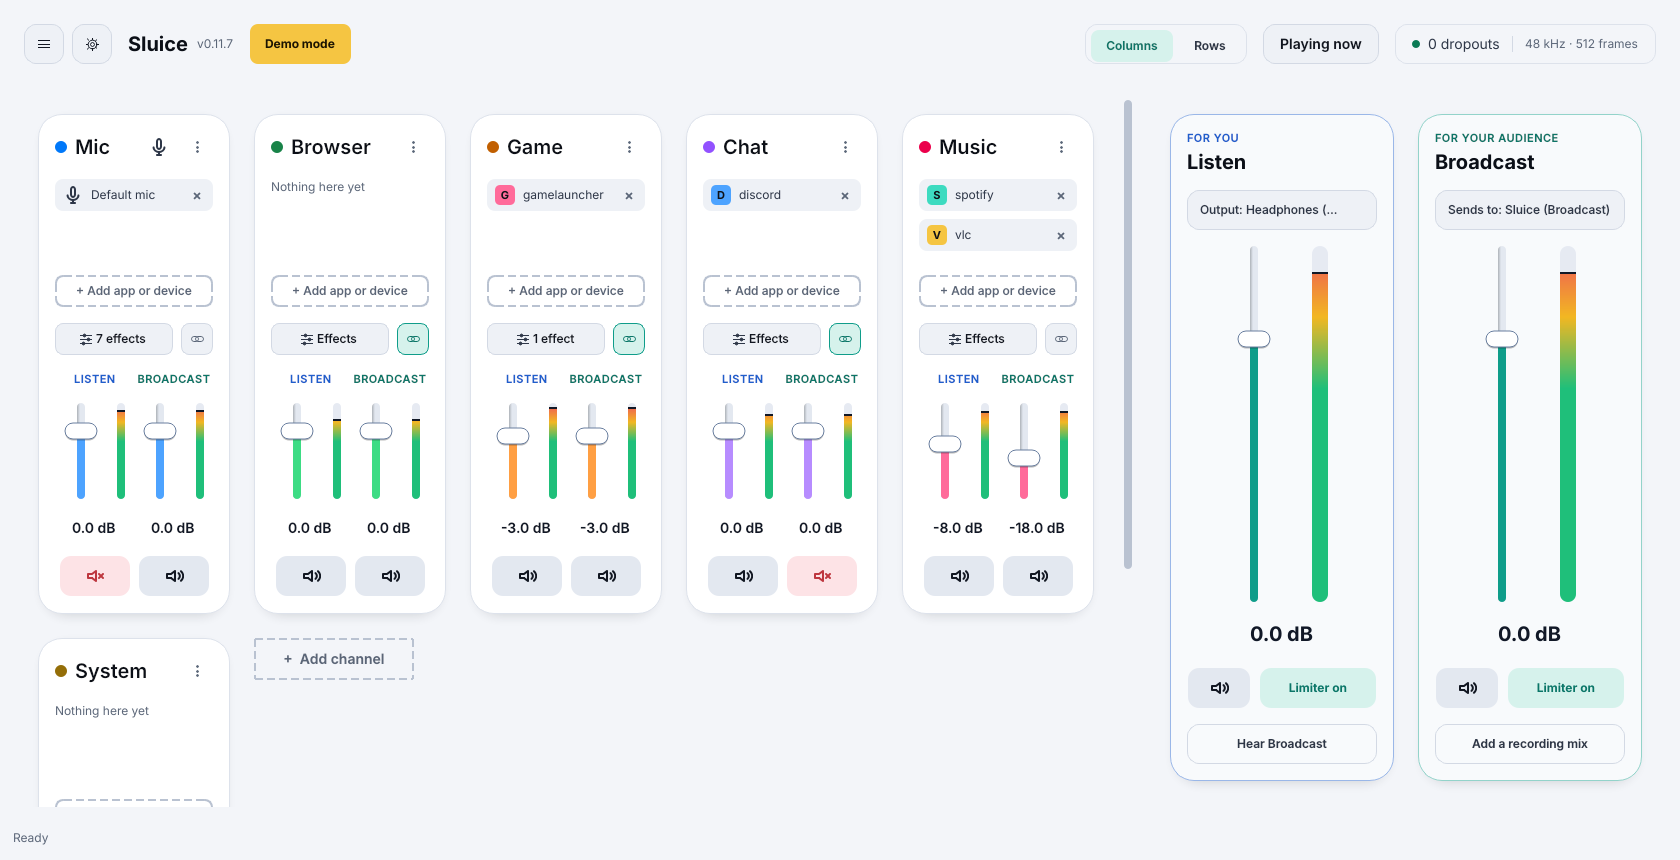 Sluice v0.11.7
Demo mode
Columns
Rows
Playing now
0 dropouts
48 kHz · 512 frames
Mic
Default mic ×
+ Add app or device
7 effects
LISTEN BROADCAST
0.0 dB 0.0 dB
Browser
Nothing here yet
+ Add app or device
Effects
LISTEN BROADCAST
0.0 dB 0.0 dB
Game
G gamelauncher ×
+ Add app or device
1 effect
LISTEN BROADCAST
-3.0 dB -3.0 dB
Chat
D discord ×
+ Add app or device
Effects
LISTEN BROADCAST
0.0 dB 0.0 dB
Music
S spotify ×
V vlc ×
+ Add app or device
Effects
LISTEN BROADCAST
-8.0 dB -18.0 dB
System
Nothing here yet
+ Add channel
FOR YOU
Listen
Output: Headphones (...
0.0 dB
Limiter on
Hear Broadcast
FOR YOUR AUDIENCE
Broadcast
Sends to: Sluice (Broadcast)
0.0 dB
Limiter on
Add a recording mix
Ready